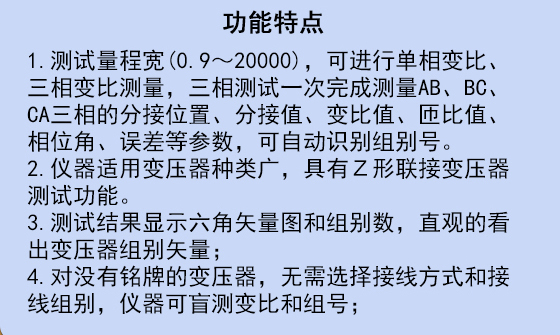 功能特点
1.测试量程宽(0.9～20000)，可进行单相变比、
三相变比测量，三相测试一次完成测量AB、BC、
CA三相的分接位置、分接值、变比值、匝比值、
相位角、误差等参数，可自动识别组别号。
2.仪器适用变压器种类广，具有Z形联接变压器
测试功能。
3.测试结果显示六角矢量图和组别数，直观的看
出变压器组别矢量；
4.对没有铭牌的变压器，无需选择接线方式和接
线组别，仪器可盲测变比和组号；